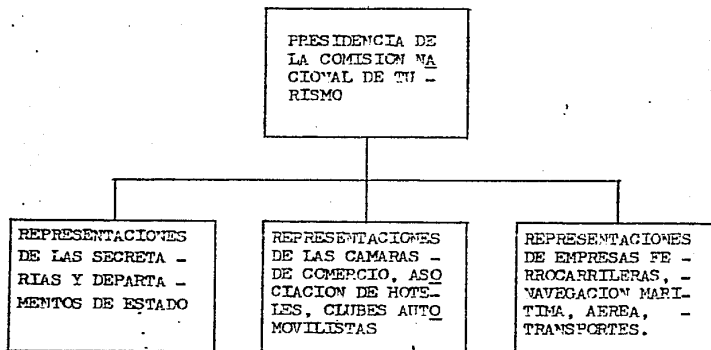 PRESIDENCIA DE
LA COMISION NA
CIONAL DE TU -
RISMO
REPRESENTACIONES
DE LAS SECRETA -
RIAS Y DEPARTA -
MENTOS DE ESTADO
REPRESENTACIONES
DE LAS CAMARAS -
DE COMERCIO, ASO
CIACION DE HOTE-
LES, CLUBES AUTO
MOVILISTAS
REPRESENTACIONES
DE EMPRESAS FE -
RROCARRILERAS, -
NAVEGACION MARI-
TIMA, AEREA, -
TRANSPORTES.